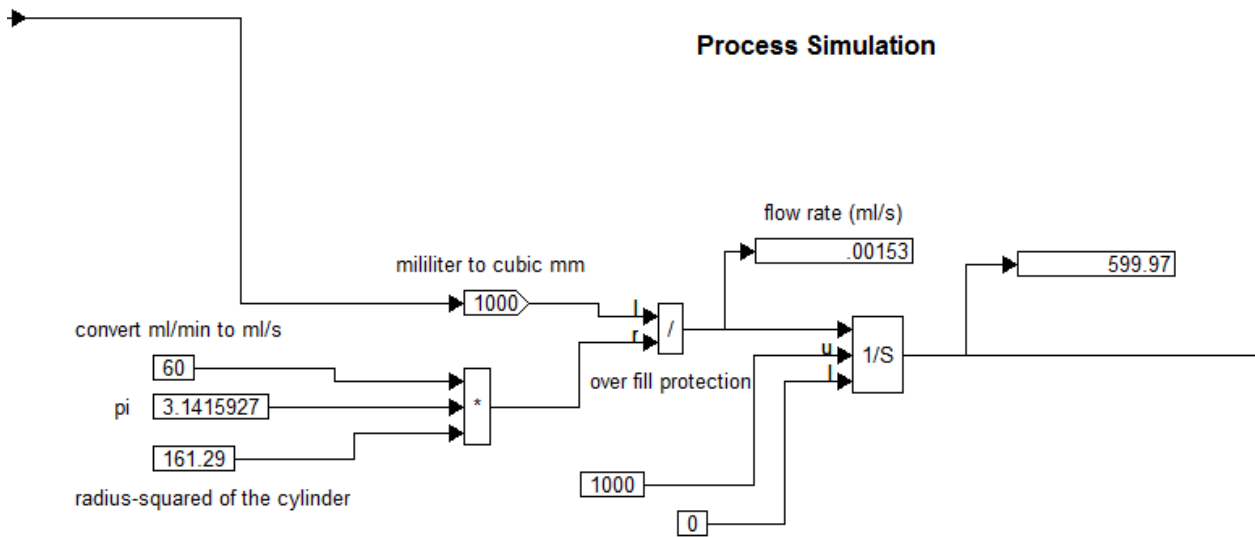 Process Simulation
flow rate (ml/s)
.00153
mililiter to cubic mm
599.97
1000
l
r
/
convert ml/min to ml/s
60
u
1/S
l
over fill protection
pi
3.1415927
*
161.29
1000
radius-squared of the cylinder
0